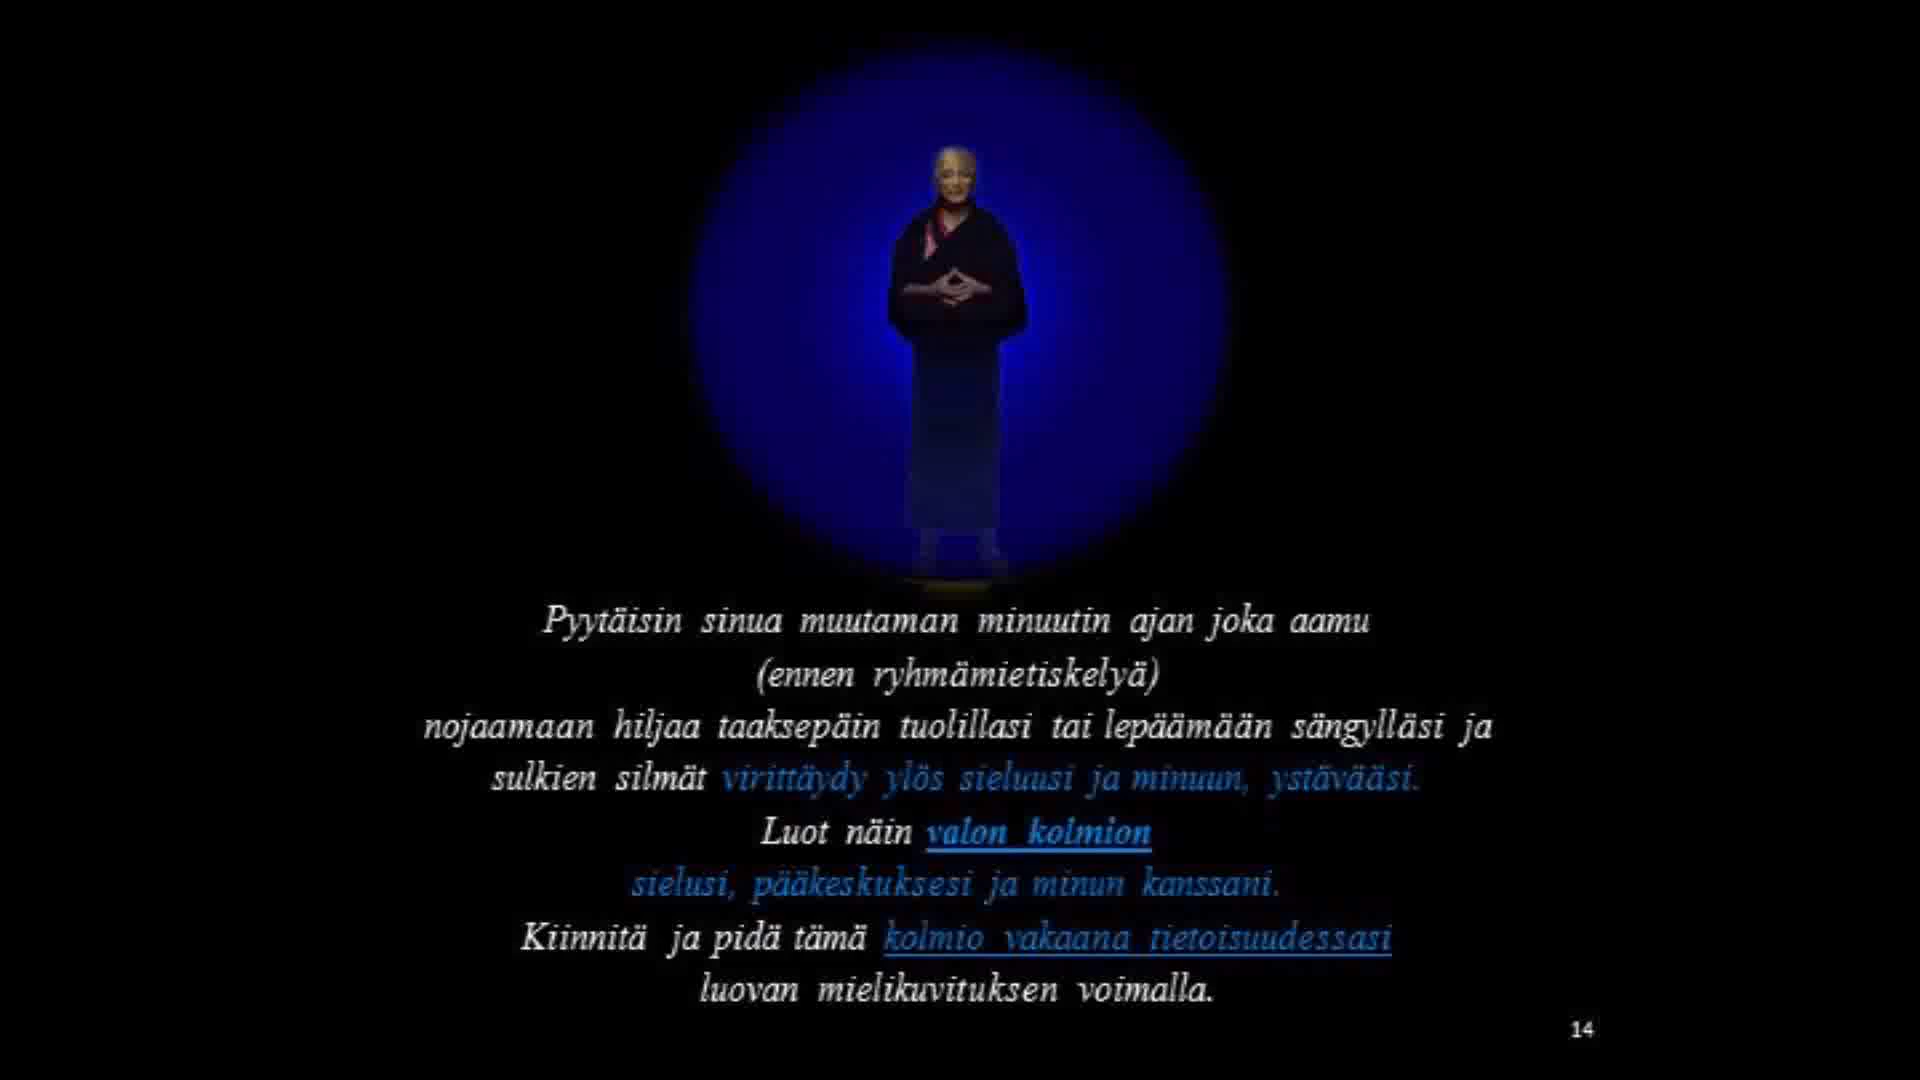 Pyytäisin sinua muutaman minuutin ajan joka aamu
(ennen ryhmämietiskelyä)
nojaamaan hiljaa taaksepäin tuolillasi tai lepäämään sängylläsi ja
sulkien silmät virittäydy ylös sieluusi ja minuun, ystävääsi.
Luot näin valon kolmion
sielusi, pääkeskuksesi ja minun kanssani.
Kiinnitä ja pidä tämä kolmio vakaana tietoisuudessasi
luovan mielikuvituksen voimalla.
14